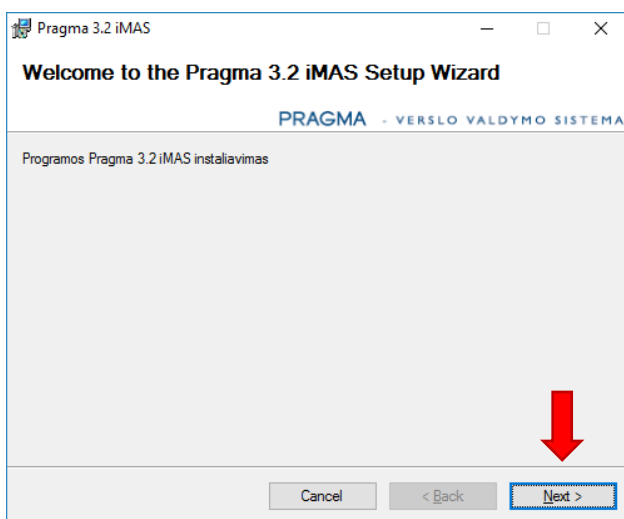 Pragma 3.2 iMAS
Welcome to the Pragma 3.2 iMAS Setup Wizard
PRAGMA - VERSLO VALDYMO SISTEMA
Programos Pragma 3.2 iMAS instaliavimas
Cancel < Back Next >